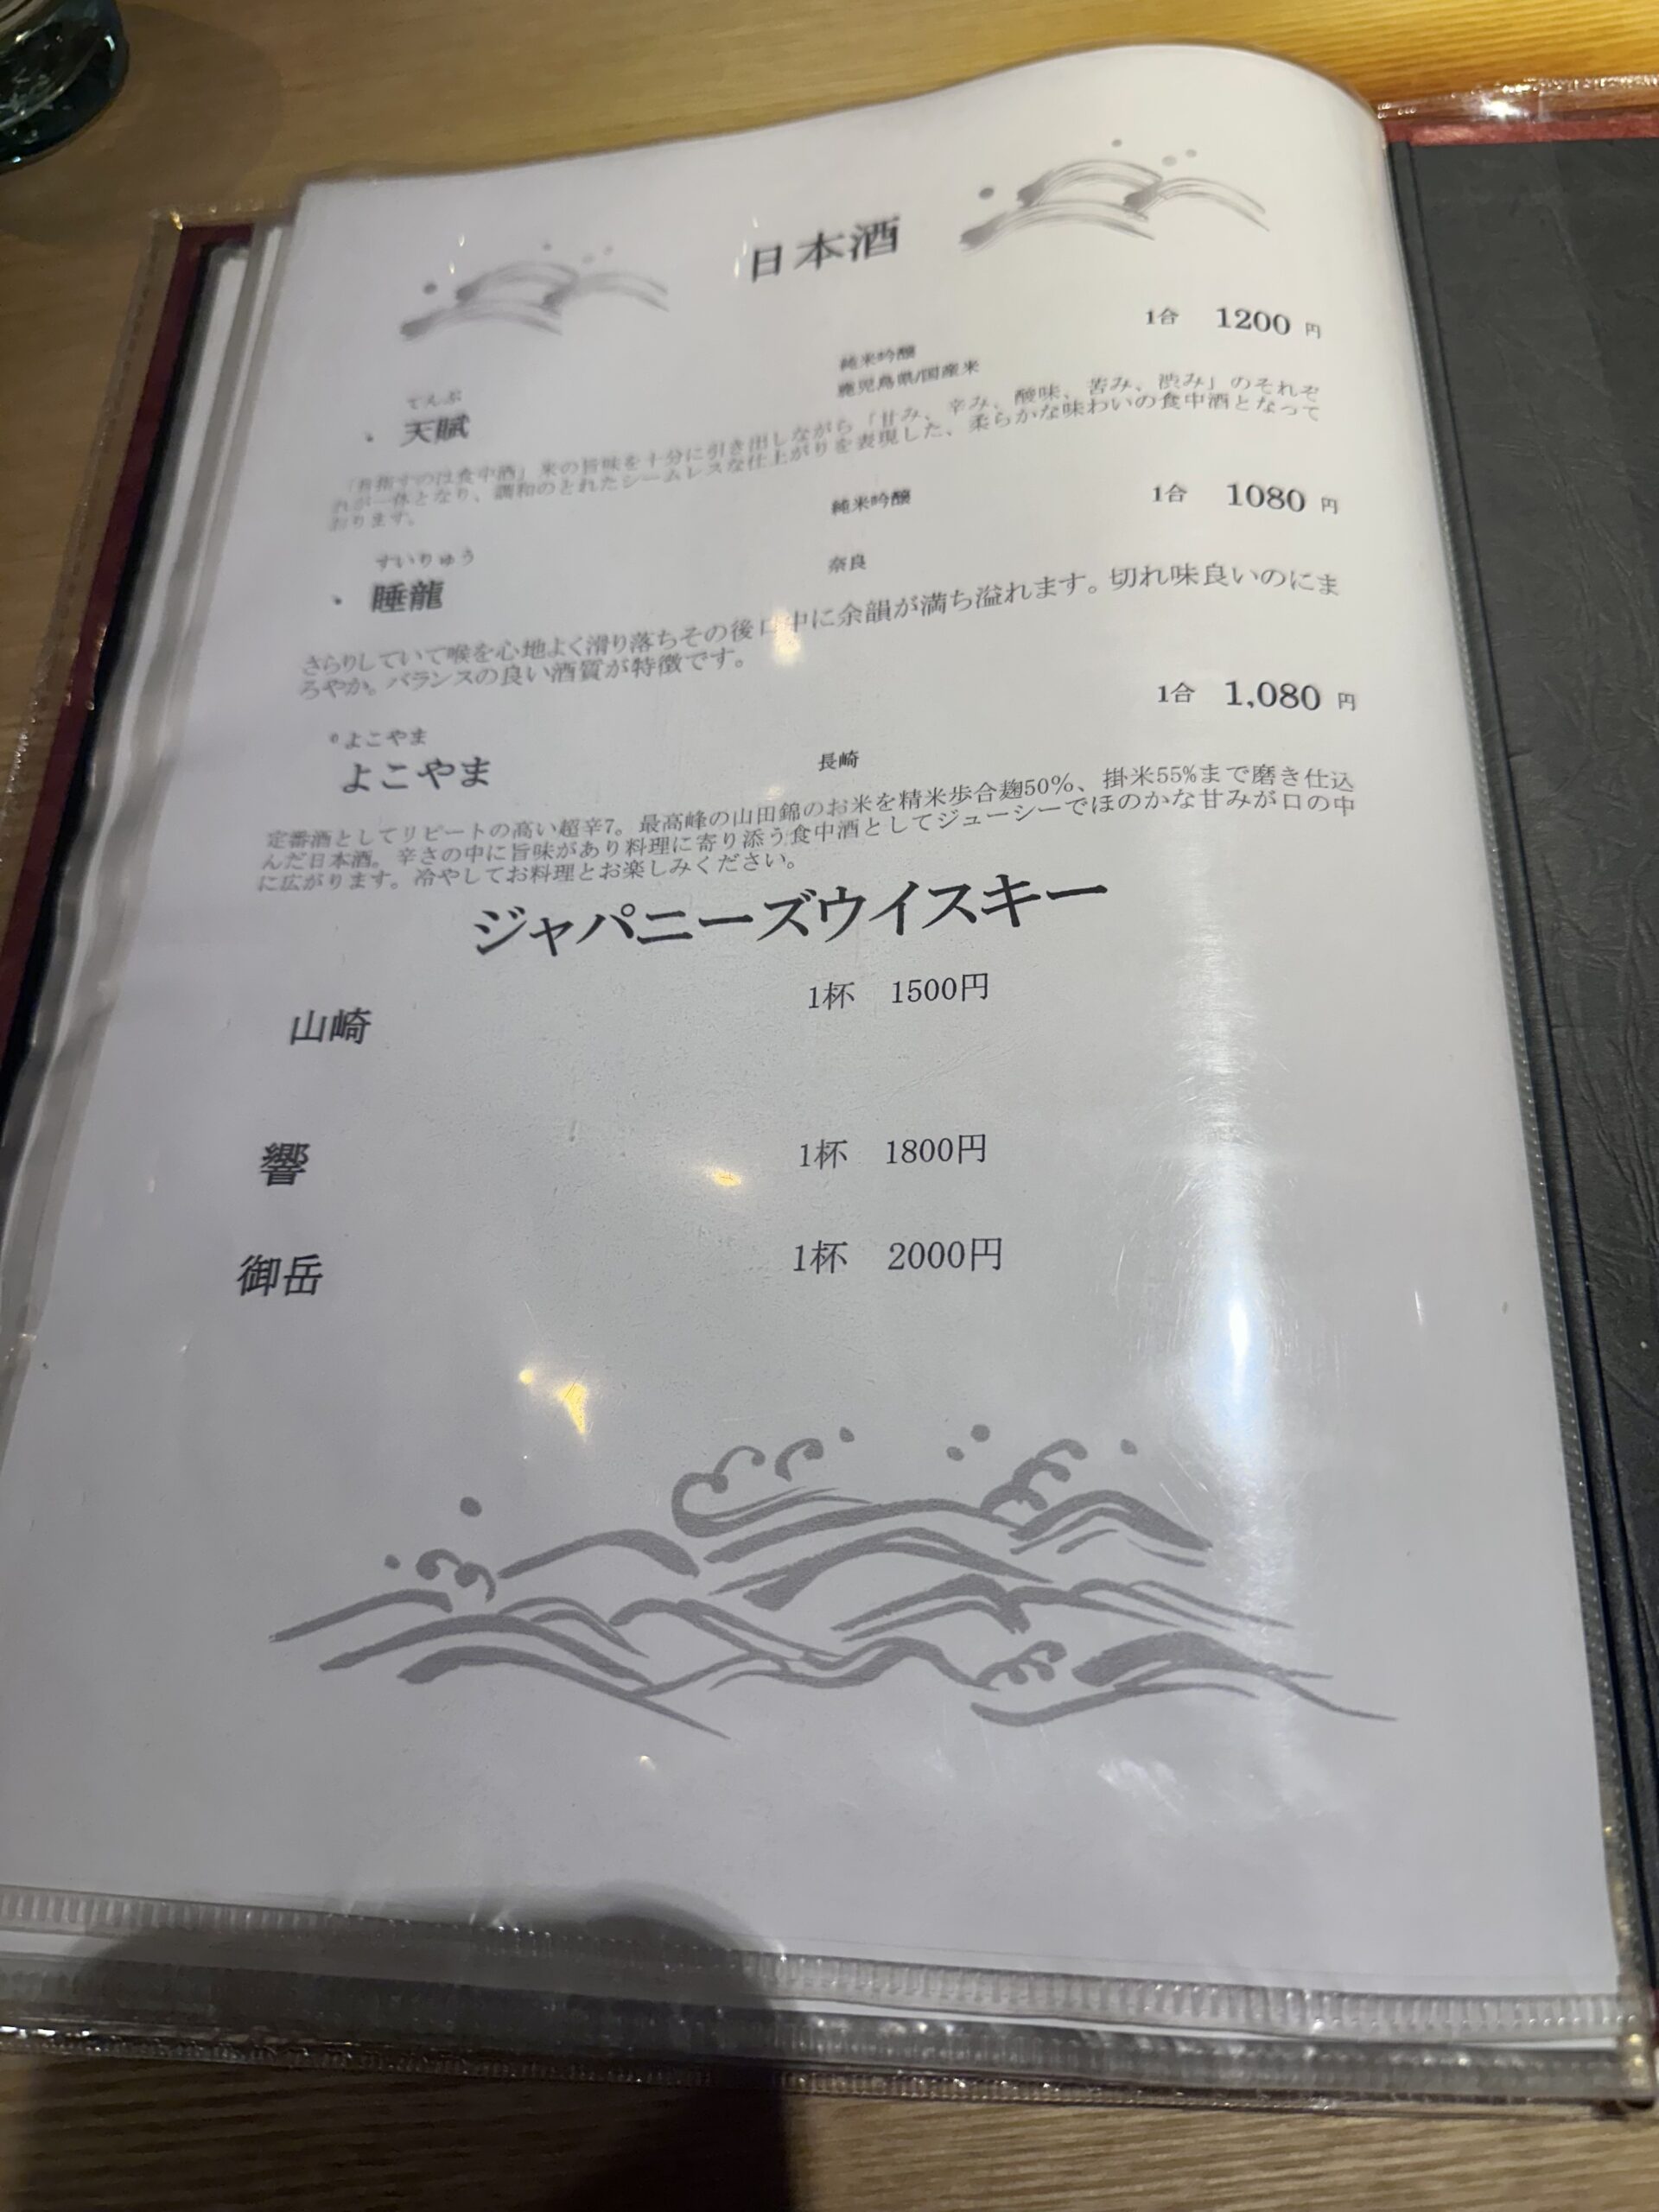 日本酒
1合 1200 円
純米吟醸
鹿児島県/国産米
てんぶ
・ 天賦
「目指すのは食中酒」米の旨味を十分に引き出しながら「甘み、辛み、酸味、苦み、渋み」のそれぞ
れが一体となり、調和のとれたシームレスな仕上がりを表現した、柔らかな味わいの食中酒となって
おります。
純米吟醸 1合 1080 円
すいりゅう
・ 睡龍 奈良
さらりしていて喉を心地よく滑り落ちその後口中に余韻が満ち溢れます。切れ味良いのにま
ろやか。バランスの良い酒質が特徴です。
1合 1,080 円
よこやま
よこやま 長崎
定番酒としてリピートの高い超辛7。最高峰の山田錦のお米を精米歩合麹50%、掛米55%まで磨き仕込
んだ日本酒。辛さの中に旨味があり料理に寄り添う食中酒としてジューシーでほのかな甘みが口の中
に広がります。冷やしてお料理とお楽しみください。
ジャパニーズウイスキー
山崎 1杯 1500円
響 1杯 1800円
御岳 1杯 2000円